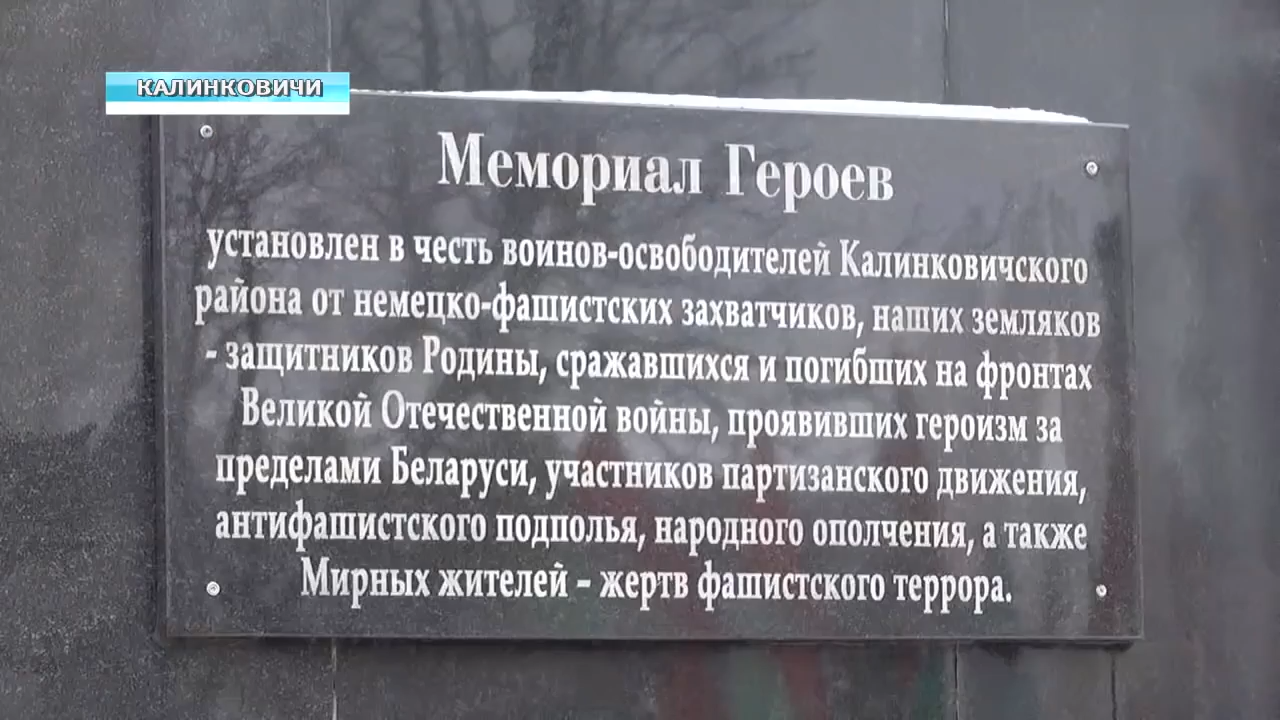 КАЛИНКОВИЧИ
Мемориал Героев
установлен в честь воинов-освободителей Калинковичского
района от немецко-фашистских захватчиков, наших земляков
- защитников Родины, сражавшихся и погибших на фронтах
Великой Отечественной войны, проявивших героизм за
пределами Беларуси, участников партизанского движения,
антифашистского подполья, народного ополчения, а также
Мирных жителей - жертв фашистского террора.